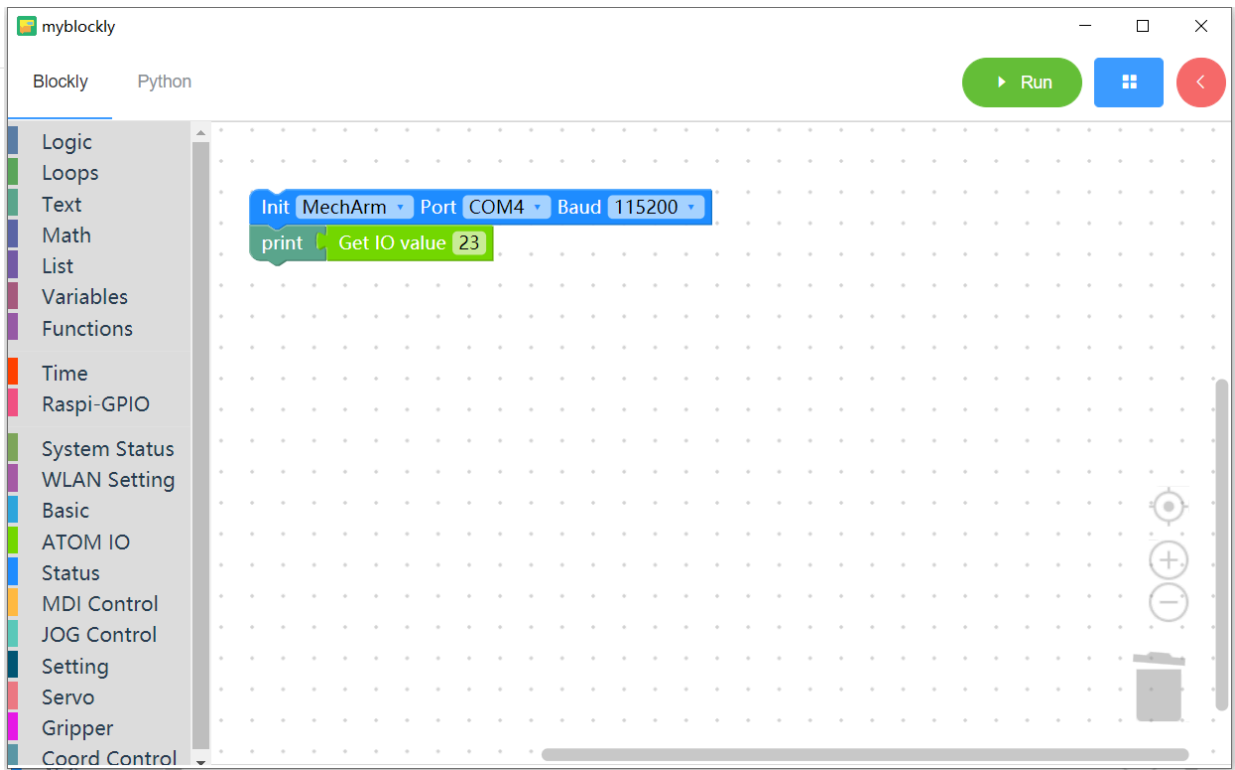 myblockly
Blockly Python Run
Logic
Loops
Text
Math
List
Variables
Functions
Time
Raspi-GPIO
System Status
WLAN Setting
Basic
ATOM IO
Status
MDI Control
JOG Control
Setting
Servo
Gripper
Coord Control
Init MechArm Port COM4 Baud 115200
print Get IO value 23